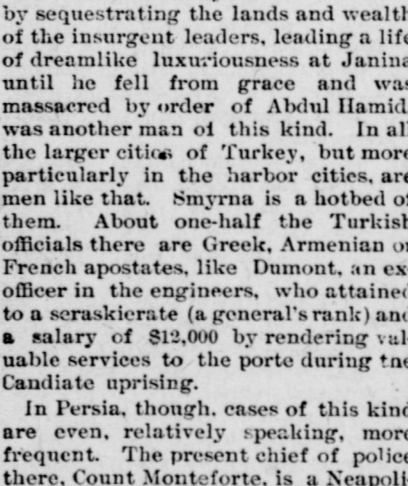 by sequestrating the lands and wealth
of the insurgent leaders, leading a life
of dreamlike luxuriousness at Janina
until he fell from grace and was
massacred by order of Abdul Hamid,
was another man of this kind. In all
the larger cities of Turkey, but more
particularly in the harbor cities, are
men like that. Smyrna is a hotbed of
them. About one-half the Turkish
officials there are Greek, Armenian or
French apostates, like Dumont, an ex-
officer in the engineers, who attained
to a seraskierate (a general's rank) and
a salary of $12,000 by rendering val-
uable services to the porte during tne
Candiate uprising.
In Persia, though, cases of this kind
are even, relatively speaking, more
frequent. The present chief of police
there, Count Monteforte, is a Neapoli-